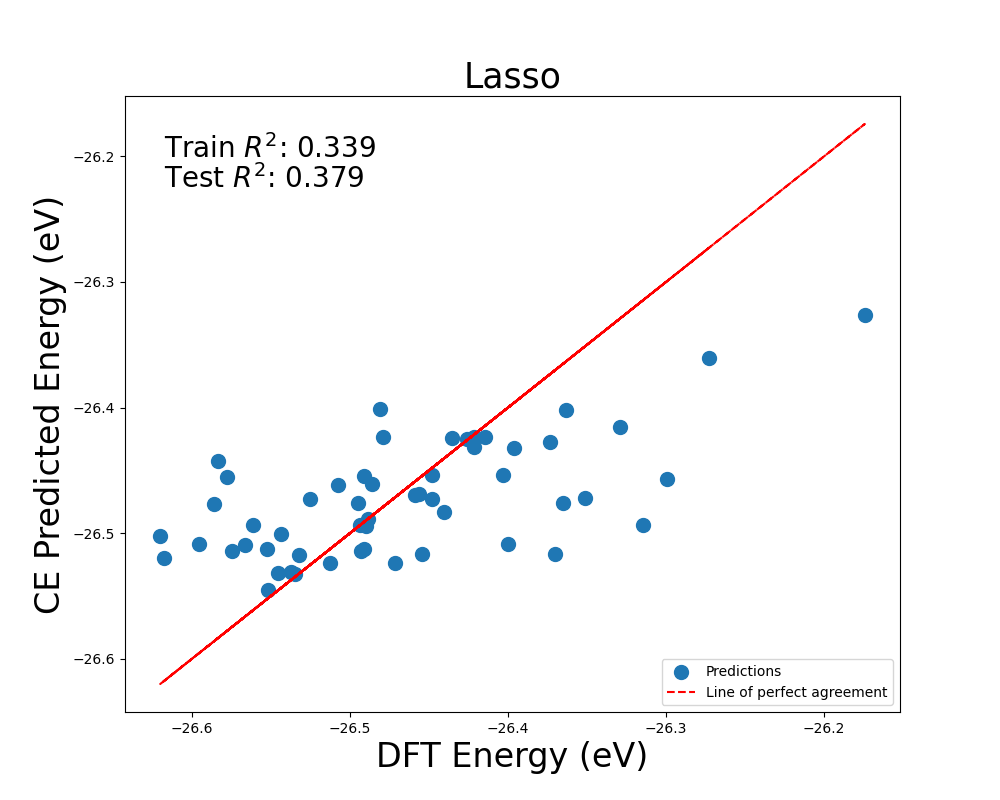 Lasso
Train R²: 0.339
Test R²: 0.379
CE Predicted Energy (eV)
−26.2
−26.3
−26.4
−26.5
−26.6
Predictions
Line of perfect agreement
−26.6
−26.5
−26.4
−26.3
−26.2
DFT Energy (eV)